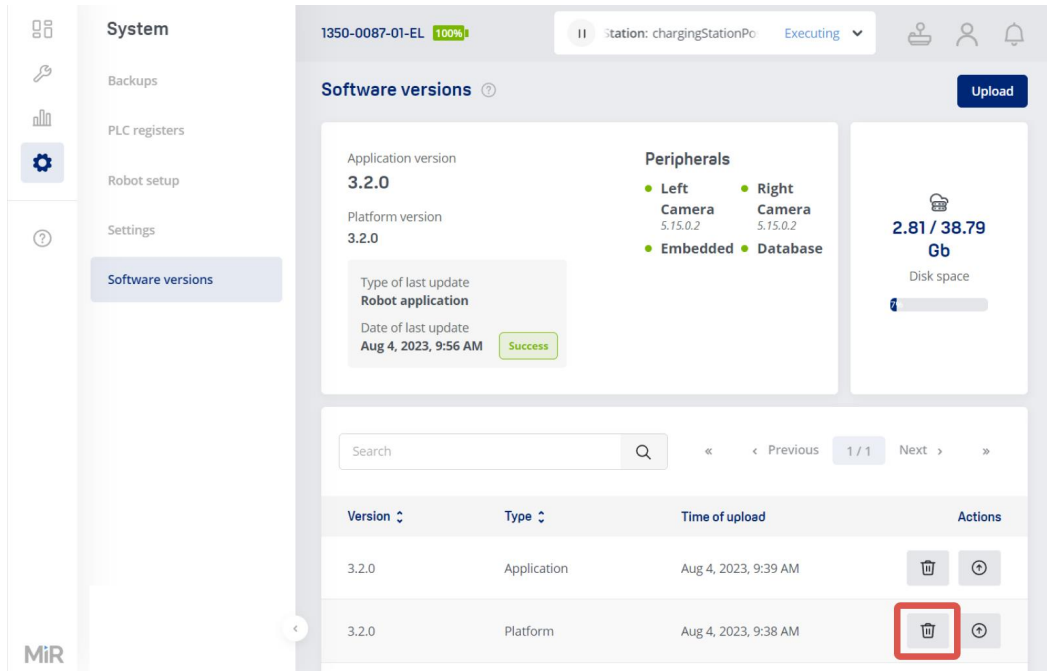 System
Backups
PLC registers
Robot setup
Settings
Software versions
MiR
1350-0087-01-EL 100%
Station: chargingStationPo Executing
Software versions
Upload
Application version
3.2.0
Platform version
3.2.0
Type of last update
Robot application
Date of last update
Aug 4, 2023, 9:56 AM Success
Peripherals
Left Right
Camera Camera
5.15.0.2 5.15.0.2
Embedded Database
2.81 / 38.79
Gb
Disk space
7%
Search « ‹ Previous 1 / 1 Next › »
Version Type Time of upload Actions
3.2.0 Application Aug 4, 2023, 9:39 AM
3.2.0 Platform Aug 4, 2023, 9:38 AM